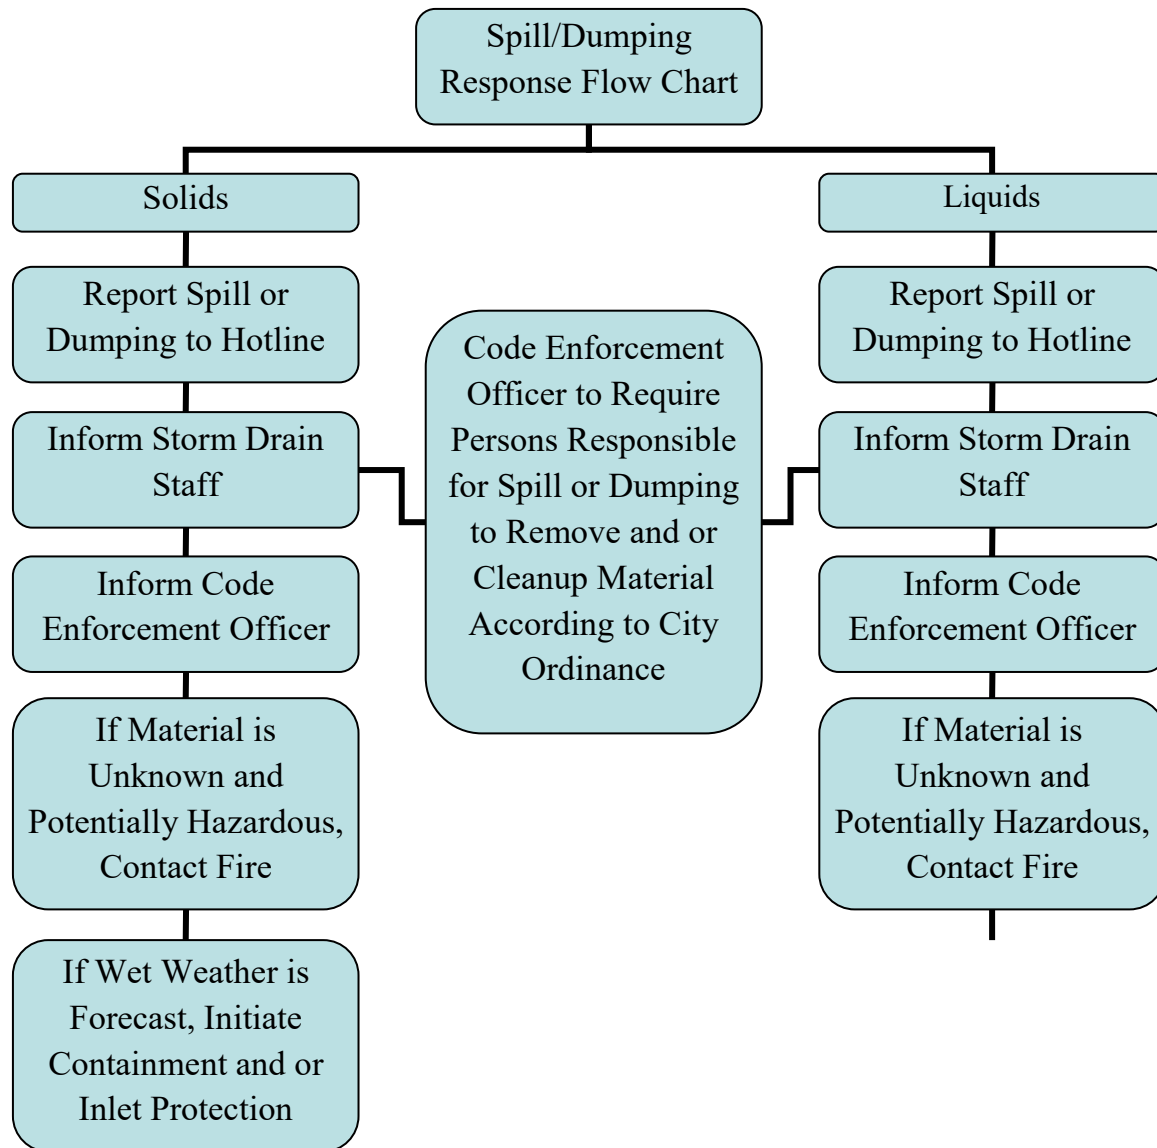 Spill/Dumping
Response Flow Chart
Solids
Report Spill or
Dumping to Hotline
Inform Storm Drain
Staff
Inform Code
Enforcement Officer
If Material is
Unknown and
Potentially Hazardous,
Contact Fire
If Wet Weather is
Forecast, Initiate
Containment and or
Inlet Protection
Code Enforcement
Officer to Require
Persons Responsible
for Spill or Dumping
to Remove and or
Cleanup Material
According to City
Ordinance
Liquids
Report Spill or
Dumping to Hotline
Inform Storm Drain
Staff
Inform Code
Enforcement Officer
If Material is
Unknown and
Potentially Hazardous,
Contact Fire